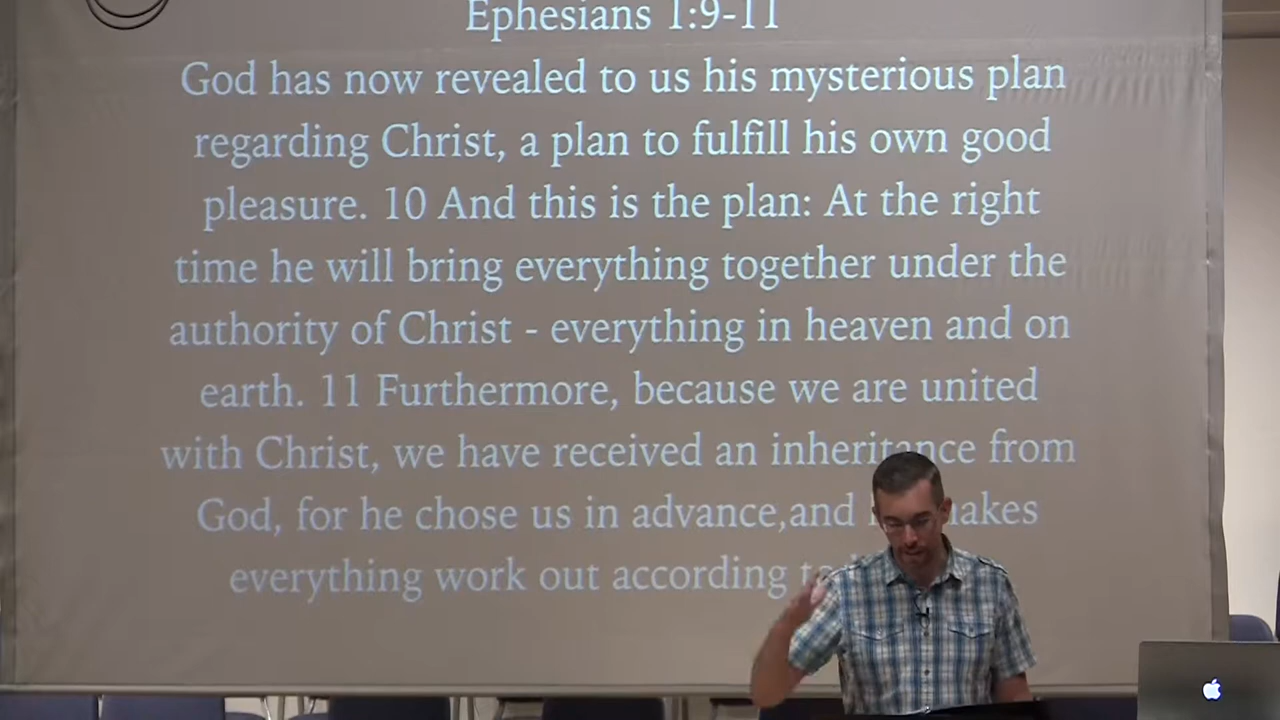 Ephesians 1:9-11
God has now revealed to us his mysterious plan
regarding Christ, a plan to fulfill his own good
pleasure. 10 And this is the plan: At the right
time he will bring everything together under the
authority of Christ - everything in heaven and on
earth. 11 Furthermore, because we are united
with Christ, we have received an inheritance from
God, for he chose us in advance,and makes
everything work out according to